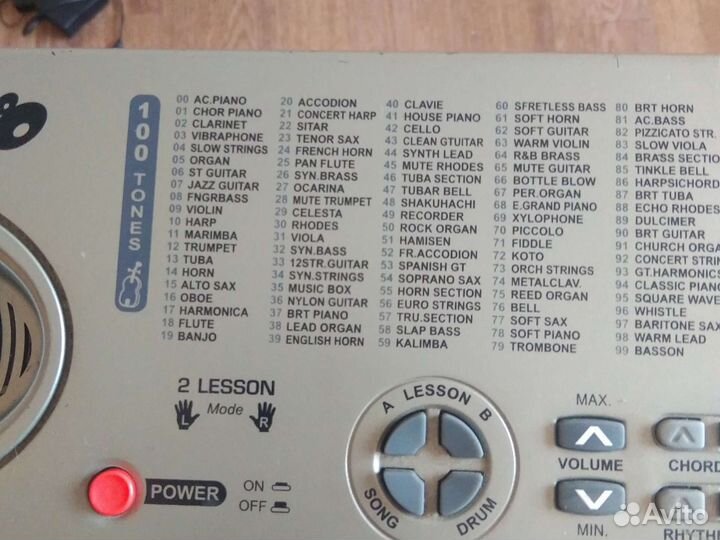 100 TONES
00 AC.PIANO
01 CHOR PIANO
02 CLARINET
03 VIBRAPHONE
04 SLOW STRINGS
05 ORGAN
06 ST GUITAR
07 JAZZ GUITAR
08 FNGRBASS
09 VIOLIN
10 HARP
11 MARIMBA
12 TRUMPET
13 TUBA
14 HORN
15 ALTO SAX
16 OBOE
17 HARMONICA
18 FLUTE
19 BANJO
20 ACCODION
21 CONCERT HARP
22 SITAR
23 TENOR SAX
24 FRENCH HORN
25 PAN FLUTE
26 SYN.BRASS
27 OCARINA
28 MUTE TRUMPET
29 CELESTA
30 RHODES
31 VIOLA
32 SYN.BASS
33 12STR.GUITAR
34 SYN.STRINGS
35 MUSIC BOX
36 NYLON GUITAR
37 BRT PIANO
38 LEAD ORGAN
39 ENGLISH HORN
40 CLAVIE
41 HOUSE PIANO
42 CELLO
43 CLEAN GTUITAR
44 SYNTH LEAD
45 MUTE RHODES
46 TUBA SECTION
47 TUBAR BELL
48 SHAKUHACHI
49 RECORDER
50 ROCK ORGAN
51 HAMISEN
52 FR.ACCODION
53 SPANISH GT
54 SOPRANO SAX
55 HORN SECTION
56 EURO STRINGS
57 TRU.SECTION
58 SLAP BASS
59 KALIMBA
60 SFRETLESS BASS
61 SOFT HORN
62 SOFT GUITAR
63 WARM VIOLIN
64 R&B BRASS
65 MUTE GUITAR
66 BOTTLE BLOW
67 PER ORGAN
68 E.GRAND PIANO
69 XYLOPHONE
70 PICCOLO
71 FIDDLE
72 KOTO
73 ORCH STRINGS
74 METALCLAV.
75 REED ORGAN
76 BELL
77 SOFT SAX
78 SOFT PIANO
79 TROMBONE
80 BRT HORN
81 AC.BASS
82 PIZZICATO STR.
83 SLOW VIOLA
84 BRASS SECTION
85 TINKLE BELL
86 HARPSICHORD
87 BRT TUBA
88 ECHO RHODES
89 DULCIMER
90 BRT GUITAR
91 CHURCH ORGAN
92 CONCERT STRIN
93 GT.HARMONICS
94 CLASSIC PIANO
95 SQUARE WAVE
96 WHISTLE
97 BARITONE SAX
98 WARM LEAD
99 BASSON
2 LESSON
Mode
L R
A LESSON B
SONG DRUM
POWER
ON
OFF
MAX.
VOLUME
MIN.
CHORD
RHYTHM
Avito